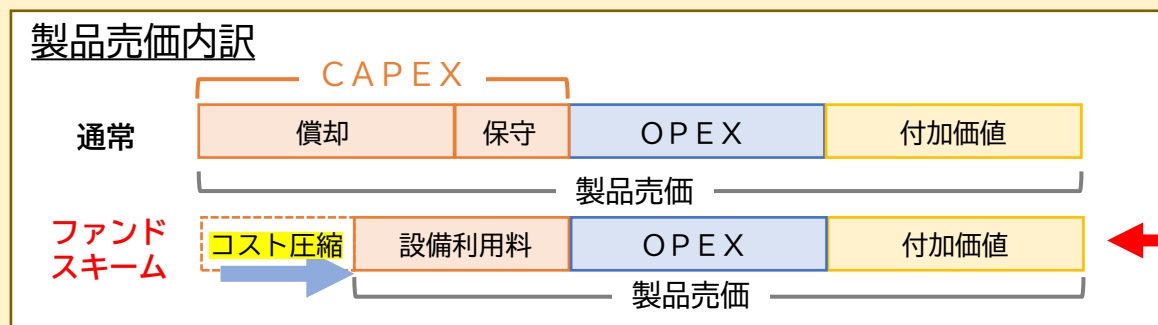 製品売価内訳
CAPEX
通常
償却
保守
OPEX
付加価値
製品売価
ファンド
スキーム
コスト圧縮
設備利用料
OPEX
付加価値
製品売価